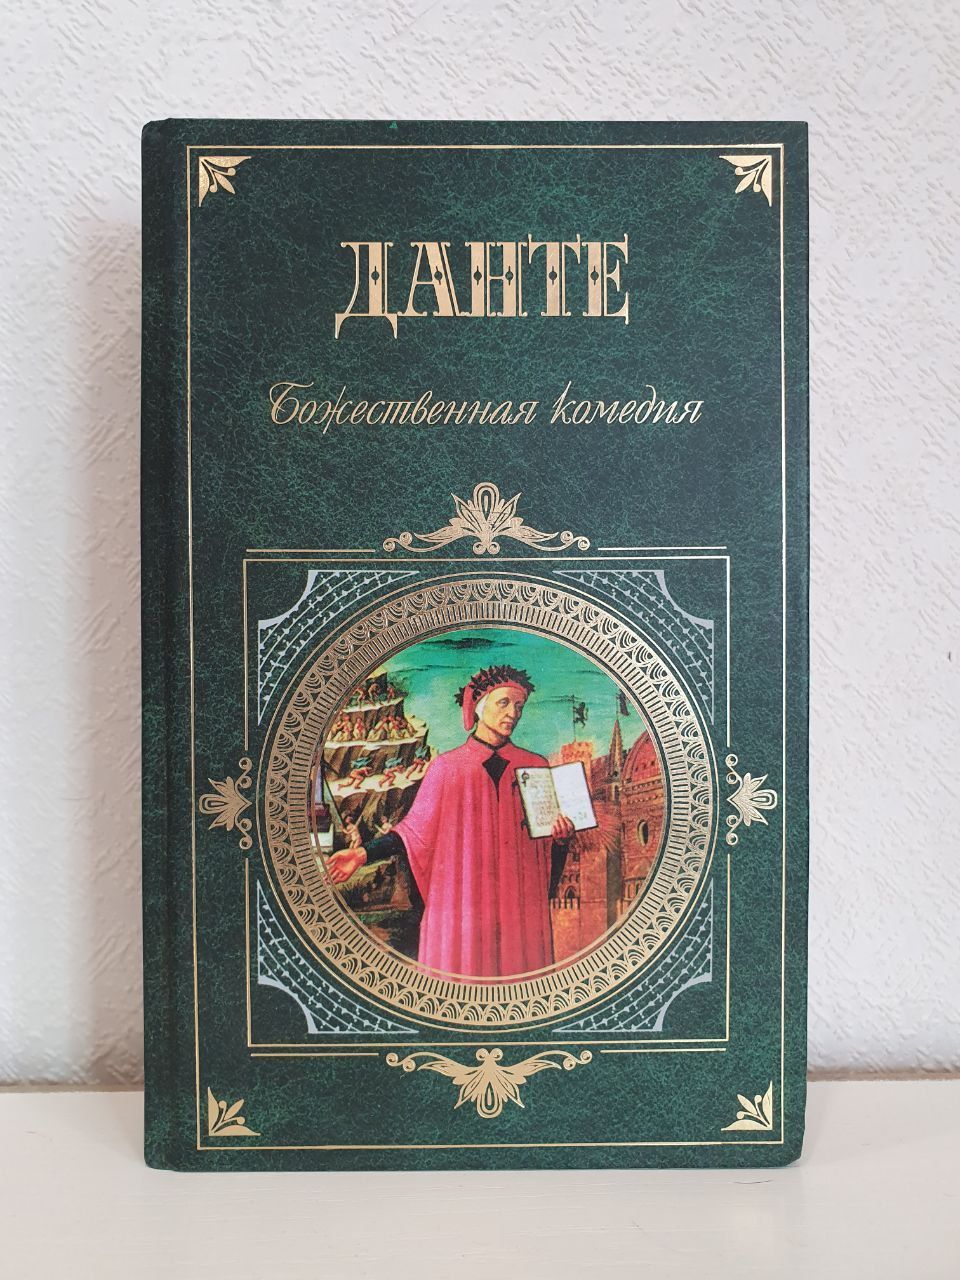 ДАНТЕ
Божественная комедия